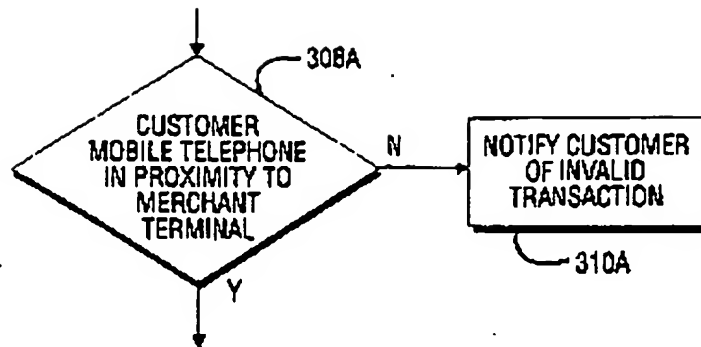 308A
CUSTOMER
MOBILE TELEPHONE
IN PROXIMITY TO
MERCHANT
TERMINAL
N
NOTIFY CUSTOMER
OF INVALID
TRANSACTION
310A
Y